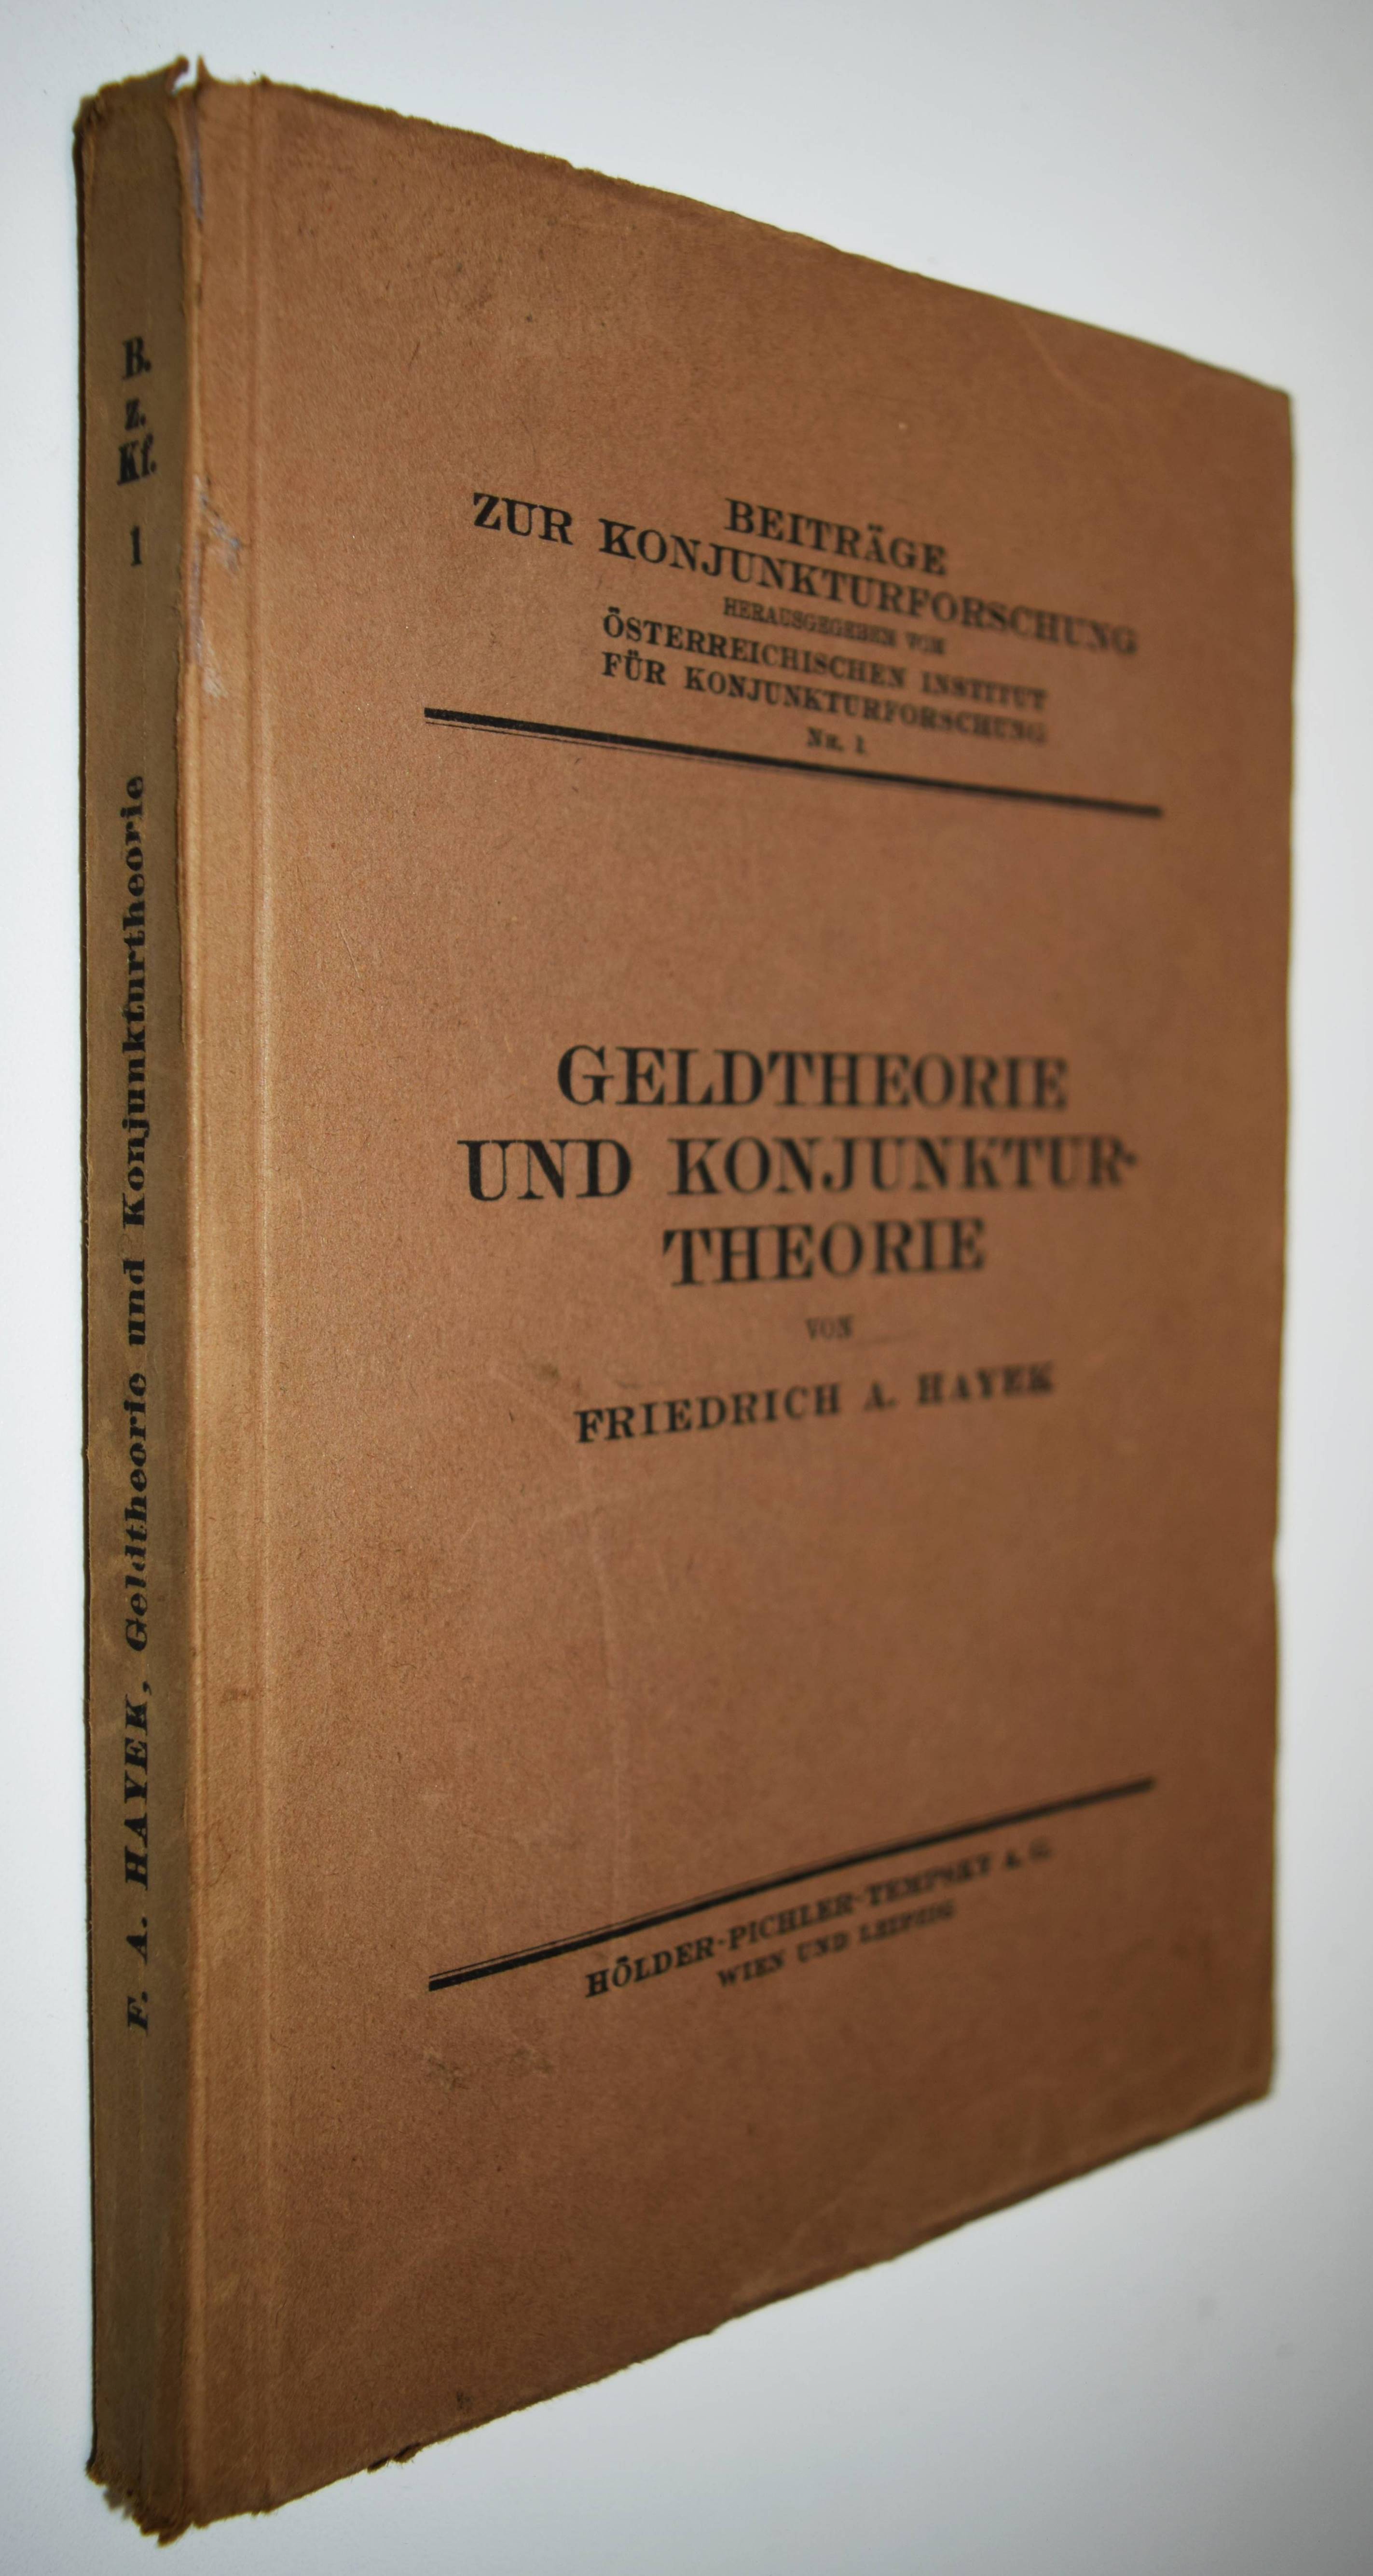 B.
z.
Kf.
1
F. A. HAYEK, Geldtheorie und Konjunkturtheorie
BEITRÄGE
ZUR KONJUNKTURFORSCHUNG
HERAUSGEGEBEN VOM
ÖSTERREICHISCHEN INSTITUT
FÜR KONJUNKTURFORSCHUNG
Nr. 1
GELDTHEORIE
UND KONJUNKTUR-
THEORIE
VON
FRIEDRICH A. HAYEK
HÖLDER-PICHLER-TEMPSKY A. G.
WIEN UND LEIPZIG